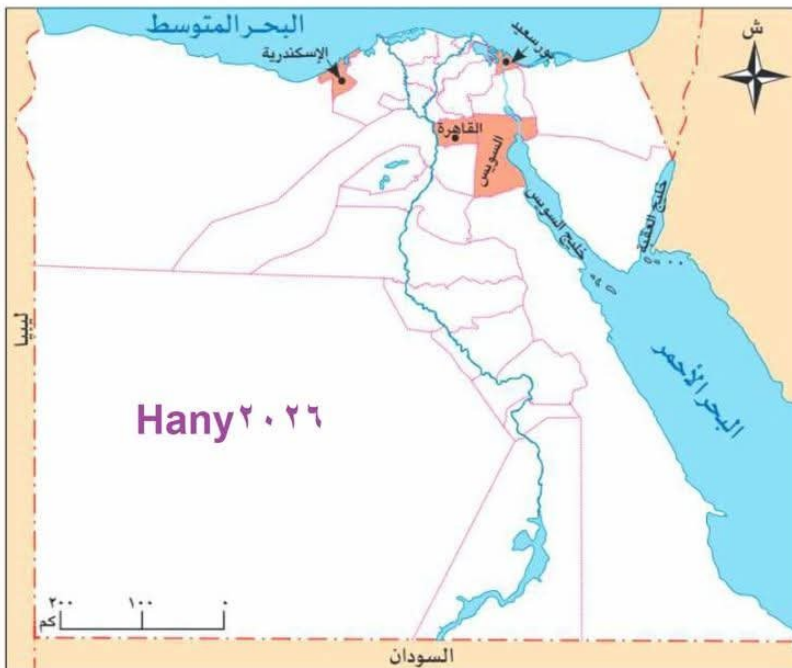 البحر المتوسط
ش
الإسكندرية
بورسعيد
القاهرة
السويس
خليج السويس
خليج العقبة
البحر الأحمر
ليبيا
Hany٢٠٢٦
٢٠٠ ١٠٠ ٠
كم
السودان